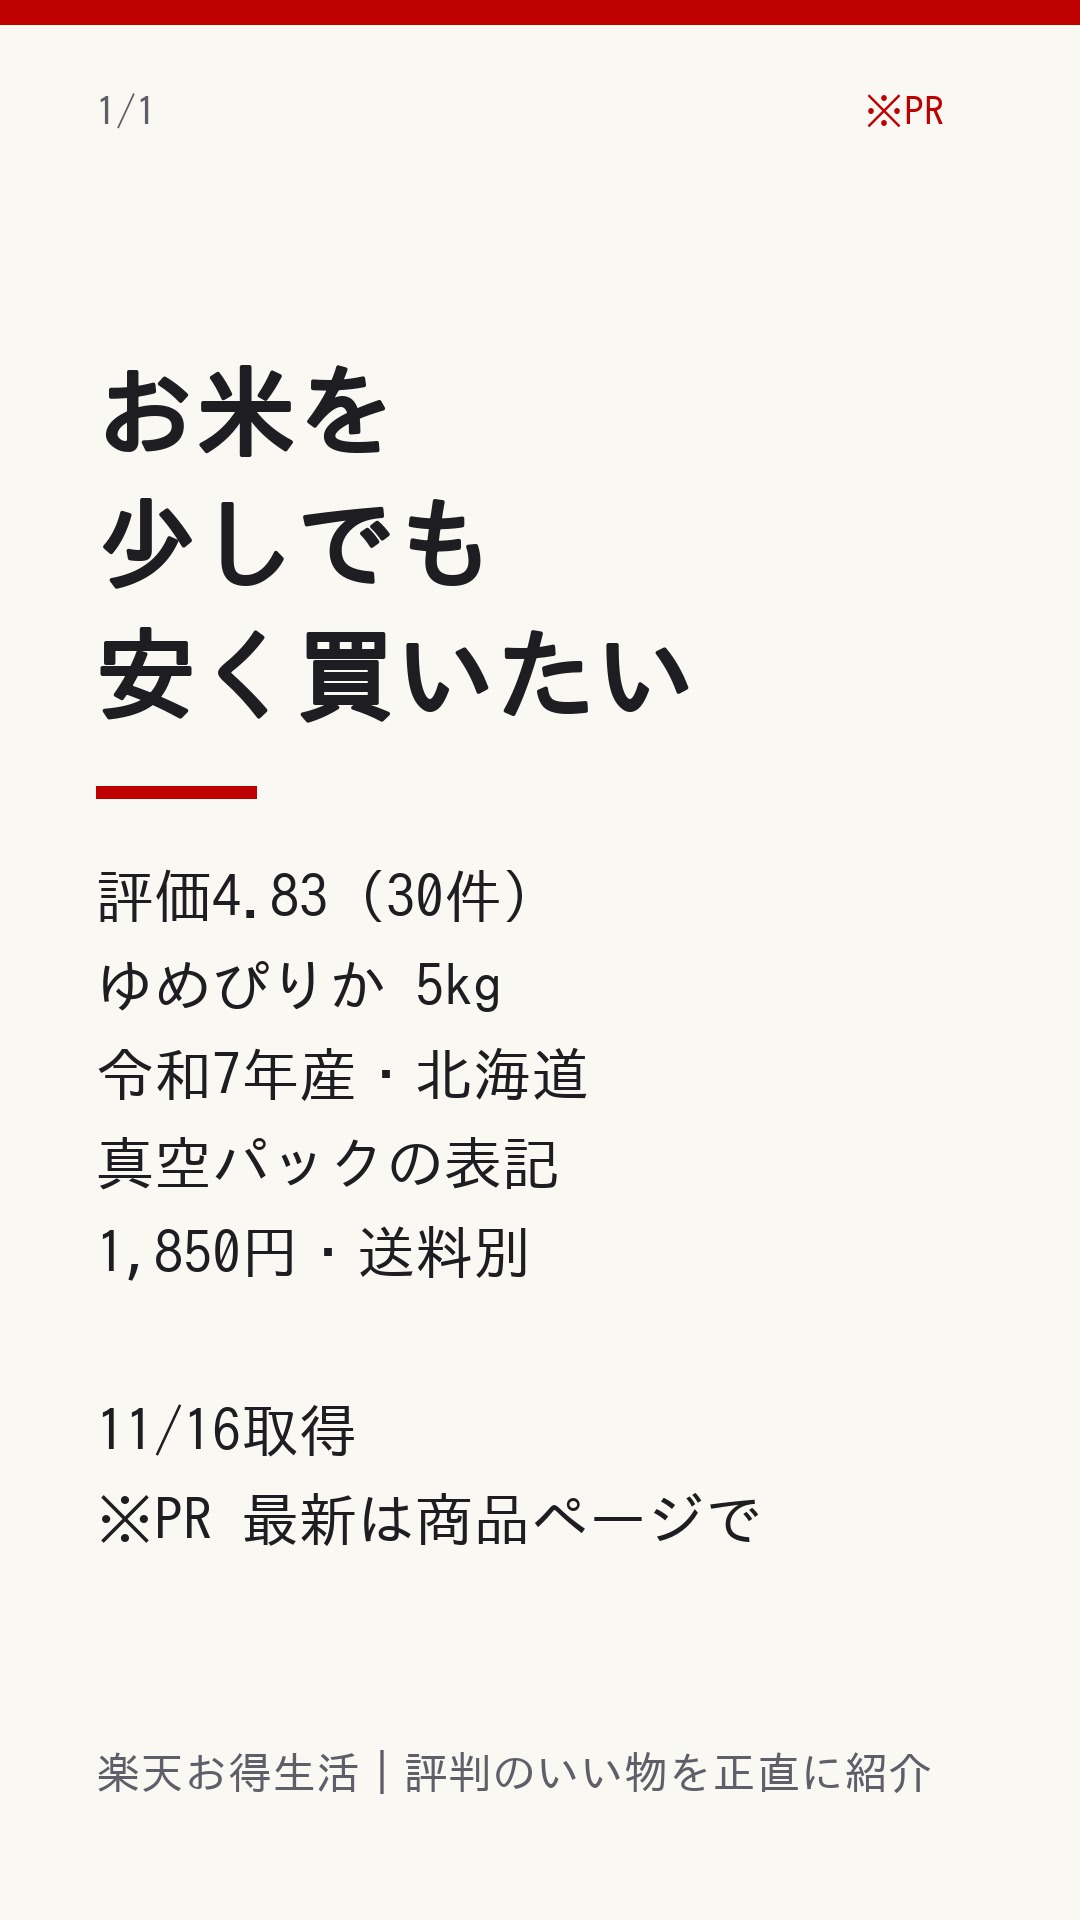 1/1
※PR
お米を
少しでも
安く買いたい
評価4.83（30件）
ゆめぴりか 5kg
令和7年産・北海道
真空パックの表記
1,850円・送料別
11/16取得
※PR 最新は商品ページで
楽天お得生活｜評判のいい物を正直に紹介